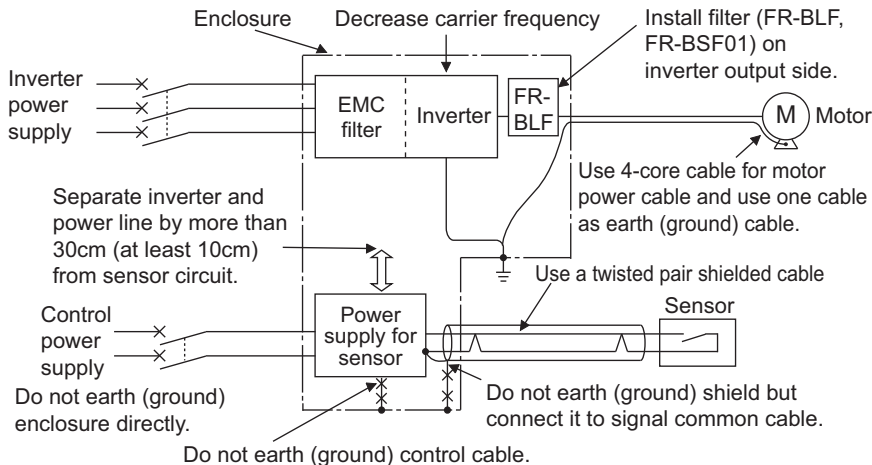 Enclosure
Decrease carrier frequency
Install filter (FR-BLF,
FR-BSF01) on
inverter output side.
Inverter
power
supply
EMC
filter
Inverter
FR-
BLF
M
Motor
Use 4-core cable for motor
power cable and use one cable
as earth (ground) cable.
Separate inverter and
power line by more than
30cm (at least 10cm)
from sensor circuit.
Use a twisted pair shielded cable
Control
power
supply
Power
supply for
sensor
Sensor
Do not earth (ground)
enclosure directly.
Do not earth (ground) shield but
connect it to signal common cable.
Do not earth (ground) control cable.